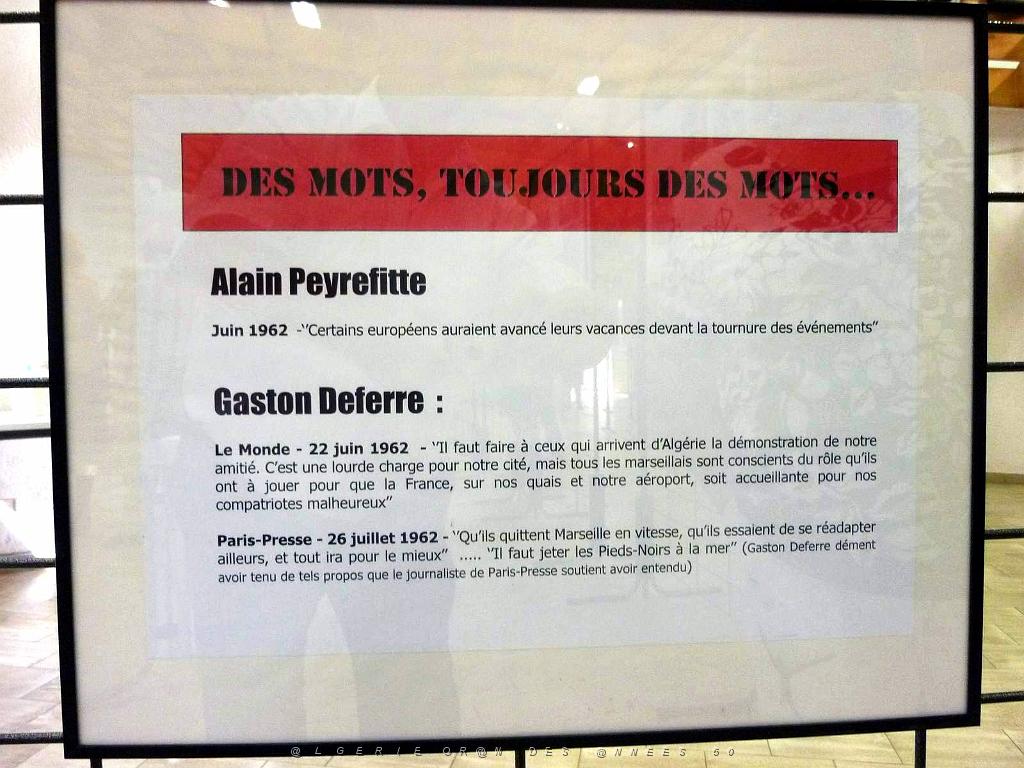 DES MOTS, TOUJOURS DES MOTS...
Alain Peyrefitte
Juin 1962 -"Certains européens auraient avancé leurs vacances devant la tournure des événements"
Gaston Deferre :
Le Monde - 22 juin 1962 - "Il faut faire à ceux qui arrivent d'Algérie la démonstration de notre
amitié. C'est une lourde charge pour notre cité, mais tous les marseillais sont conscients du rôle qu'ils
ont à jouer pour que la France, sur nos quais et notre aéroport, soit accueillante pour nos
compatriotes malheureux"
Paris-Presse - 26 juillet 1962 - "Qu'ils quittent Marseille en vitesse, qu'ils essaient de se réadapter
ailleurs, et tout ira pour le mieux" ..... "Il faut jeter les Pieds-Noirs à la mer" (Gaston Deferre dément
avoir tenu de tels propos que le journaliste de Paris-Presse soutient avoir entendu)
@LGERIE OR@N DES @NNEES 50